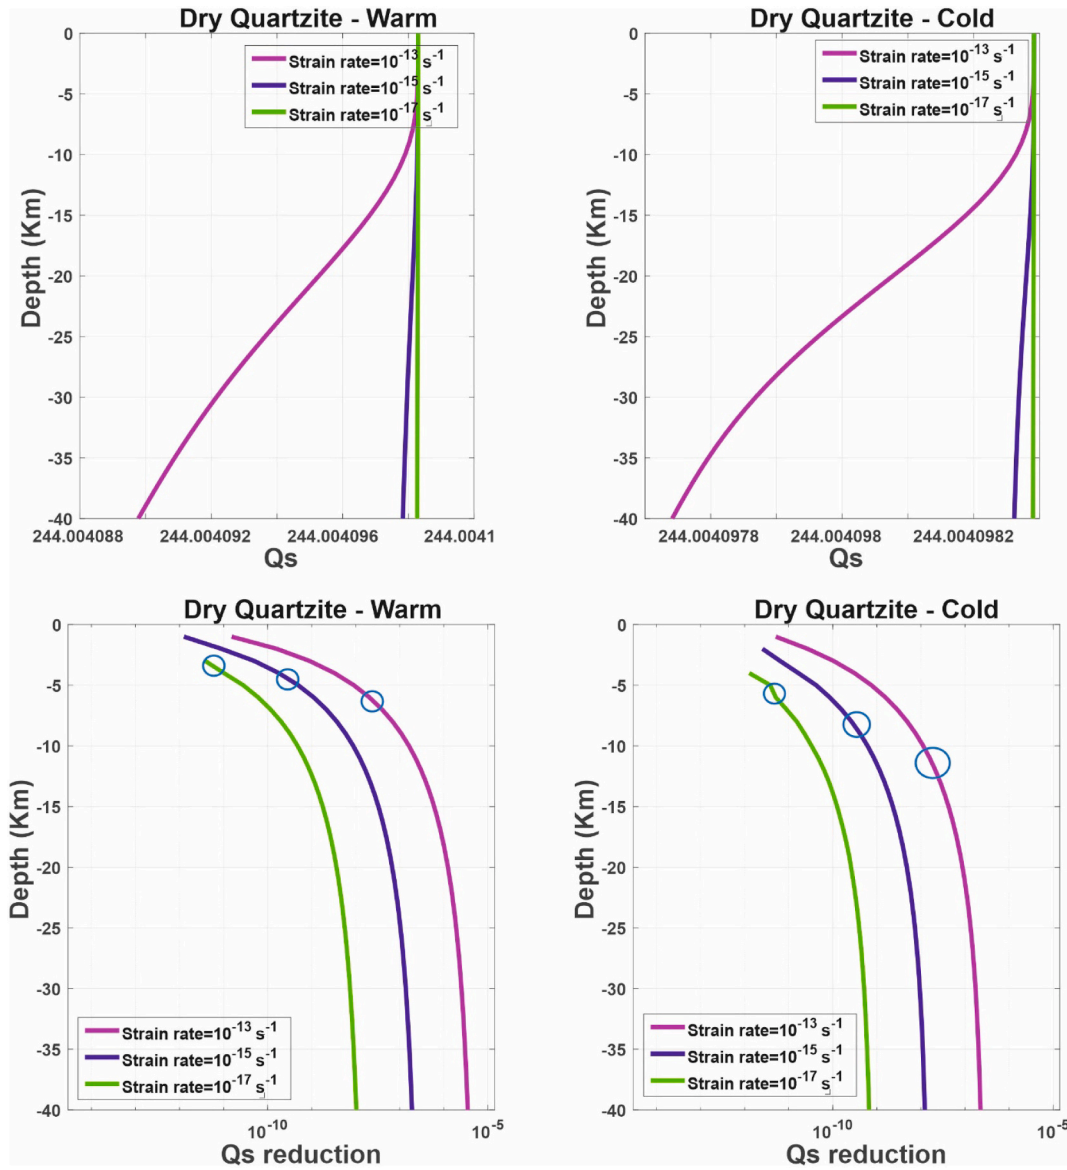 Dry Quartzite - Warm
0
-5
-10
-15
-20
-25
-30
-35
-40
Depth (Km)
Strain rate=10^-13 s^-1
Strain rate=10^-15 s^-1
Strain rate=10^-17 s^-1
244.004088
244.004092
244.004096
244.0041
Qs
Dry Quartzite - Cold
0
-5
-10
-15
-20
-25
-30
-35
-40
Depth (Km)
Strain rate=10^-13 s^-1
Strain rate=10^-15 s^-1
Strain rate=10^-17 s^-1
244.0040978
244.004098
244.0040982
Qs
Dry Quartzite - Warm
0
-5
-10
-15
-20
-25
-30
-35
-40
Depth (Km)
Strain rate=10^-13 s^-1
Strain rate=10^-15 s^-1
Strain rate=10^-17 s^-1
10^-10
10^-5
Qs reduction
Dry Quartzite - Cold
0
-5
-10
-15
-20
-25
-30
-35
-40
Depth (Km)
Strain rate=10^-13 s^-1
Strain rate=10^-15 s^-1
Strain rate=10^-17 s^-1
10^-10
10^-5
Qs reduction